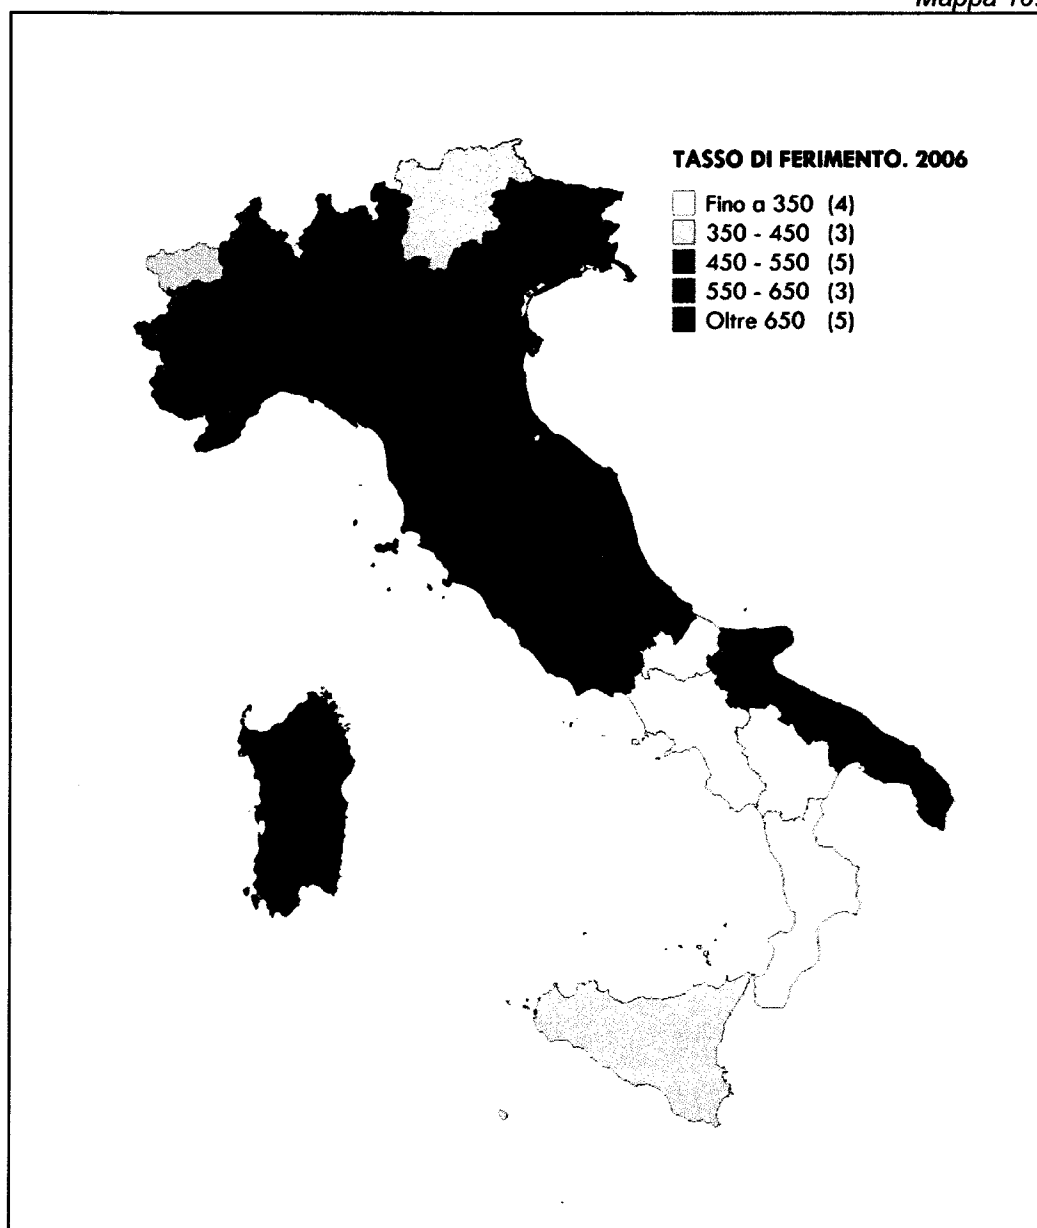 Mappa
TASSO DI FERIMENTO. 2006
Fino a 350 (4)
350 - 450 (3)
450 - 550 (5)
550 - 650 (3)
Oltre 650 (5)